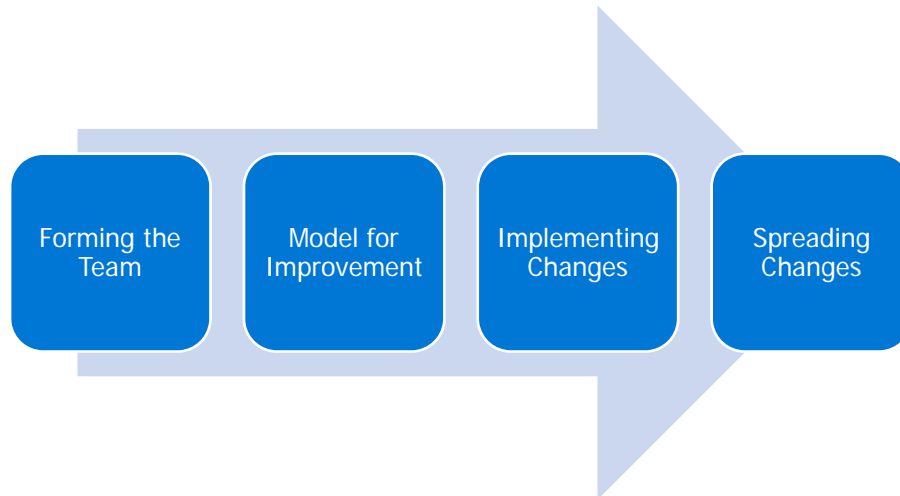 Forming the
Team
Model for
Improvement
Implementing
Changes
Spreading
Changes